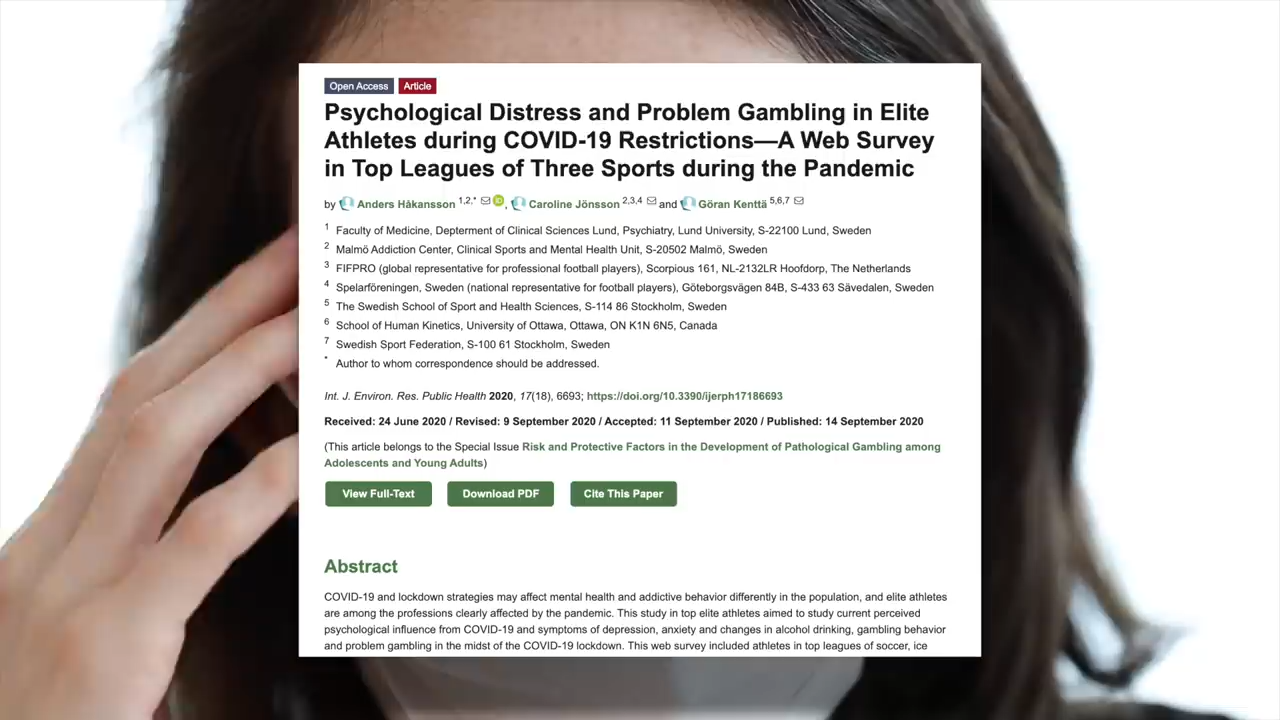 Open Access Article
Psychological Distress and Problem Gambling in Elite
Athletes during COVID-19 Restrictions—A Web Survey
in Top Leagues of Three Sports during the Pandemic
by Anders Håkansson 1,2,* iD, Caroline Jönsson 2,3,4 and Göran Kenttä 5,6,7
1 Faculty of Medicine, Depterment of Clinical Sciences Lund, Psychiatry, Lund University, S-22100 Lund, Sweden
2 Malmö Addiction Center, Clinical Sports and Mental Health Unit, S-20502 Malmö, Sweden
3 FIFPRO (global representative for professional football players), Scorpious 161, NL-2132LR Hoofdorp, The Netherlands
4 Spelarföreningen, Sweden (national representative for football players), Göteborgsvägen 84B, S-433 63 Sävedalen, Sweden
5 The Swedish School of Sport and Health Sciences, S-114 86 Stockholm, Sweden
6 School of Human Kinetics, University of Ottawa, Ottawa, ON K1N 6N5, Canada
7 Swedish Sport Federation, S-100 61 Stockholm, Sweden
* Author to whom correspondence should be addressed.
Int. J. Environ. Res. Public Health 2020, 17(18), 6693; https://doi.org/10.3390/ijerph17186693
Received: 24 June 2020 / Revised: 9 September 2020 / Accepted: 11 September 2020 / Published: 14 September 2020
(This article belongs to the Special Issue Risk and Protective Factors in the Development of Pathological Gambling among
Adolescents and Young Adults)
View Full-Text Download PDF Cite This Paper
Abstract
COVID-19 and lockdown strategies may affect mental health and addictive behavior differently in the population, and elite athletes
are among the professions clearly affected by the pandemic. This study in top elite athletes aimed to study current perceived
psychological influence from COVID-19 and symptoms of depression, anxiety and changes in alcohol drinking, gambling behavior
and problem gambling in the midst of the COVID-19 lockdown. This web survey included athletes in top leagues of soccer, ice